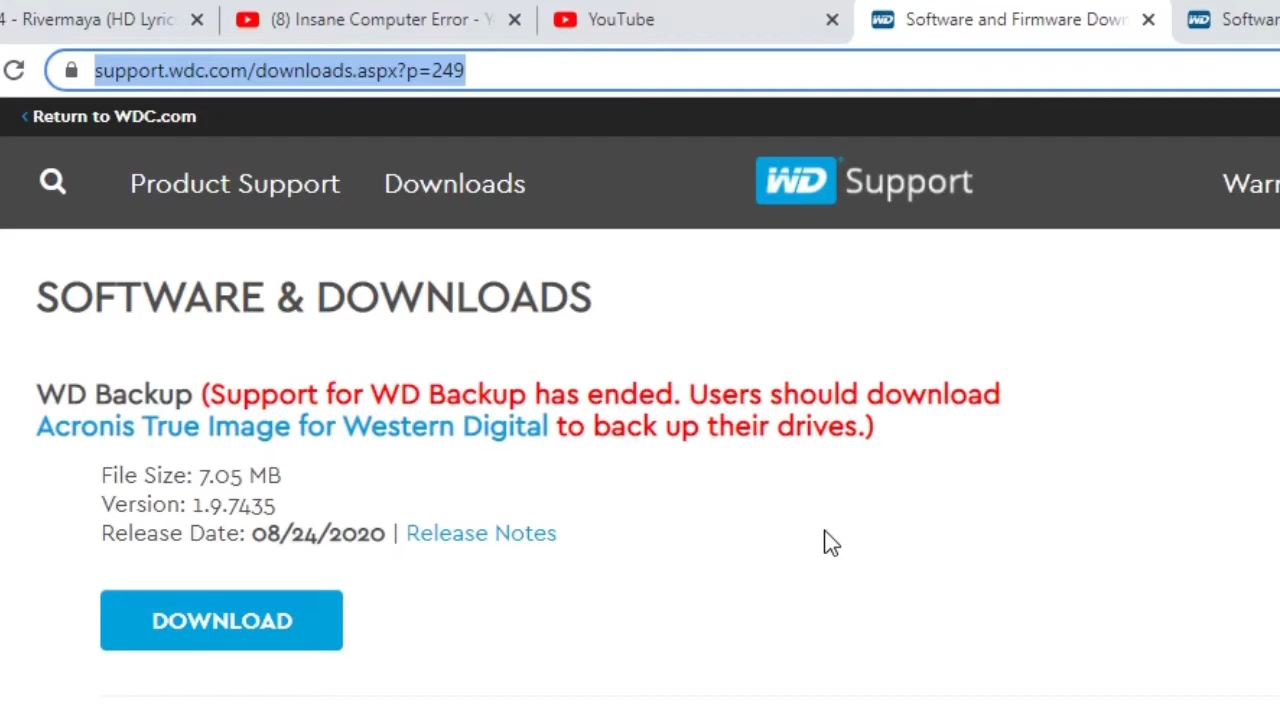 4 - Rivermaya (HD Lyric
(8) Insane Computer Error - Y
YouTube
WD Software and Firmware Down
WD Softwar
support.wdc.com/downloads.aspx?p=249
‹ Return to WDC.com
Product Support Downloads WD Support Warr
SOFTWARE & DOWNLOADS
WD Backup (Support for WD Backup has ended. Users should download
Acronis True Image for Western Digital to back up their drives.)
File Size: 7.05 MB
Version: 1.9.7435
Release Date: 08/24/2020 | Release Notes
DOWNLOAD